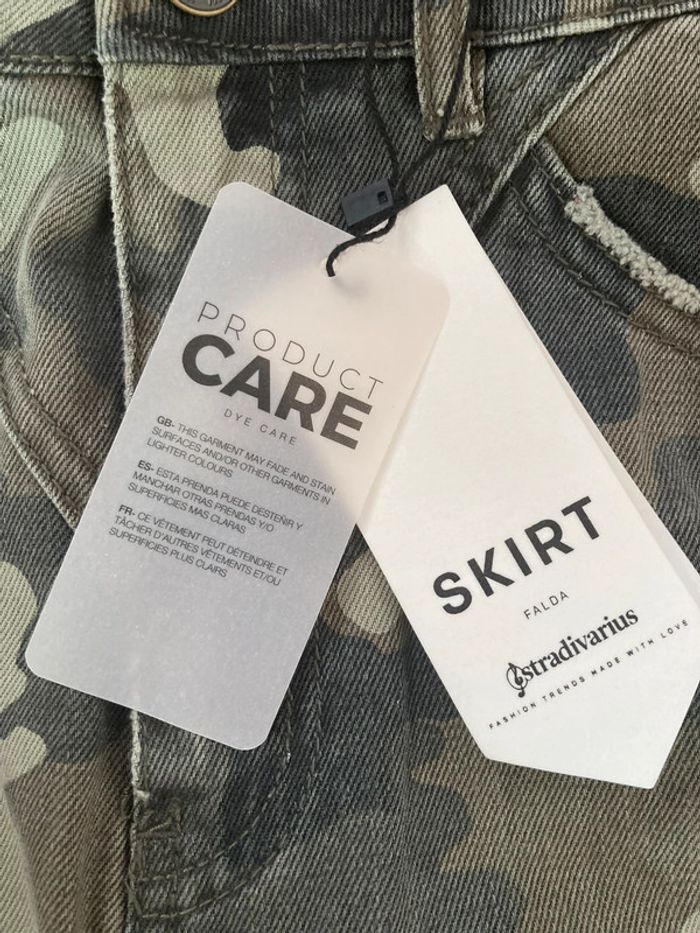 PRODUCT
CARE
DYE CARE
GB- THIS GARMENT MAY FADE AND STAIN
SURFACES AND/OR OTHER GARMENTS IN
LIGHTER COLOURS
ES- ESTA PRENDA PUEDE DESTEÑIR Y
MANCHAR OTRAS PRENDAS Y/O
SUPERFICIES MAS CLARAS
FR- CE VÊTEMENT PEUT DÉTEINDRE ET
TÂCHER D'AUTRES VÊTEMENTS ET/OU
SUPERFICIES PLUS CLAIRS
SKIRT
FALDA
stradivarius
FASHION TRENDS MADE WITH LOVE